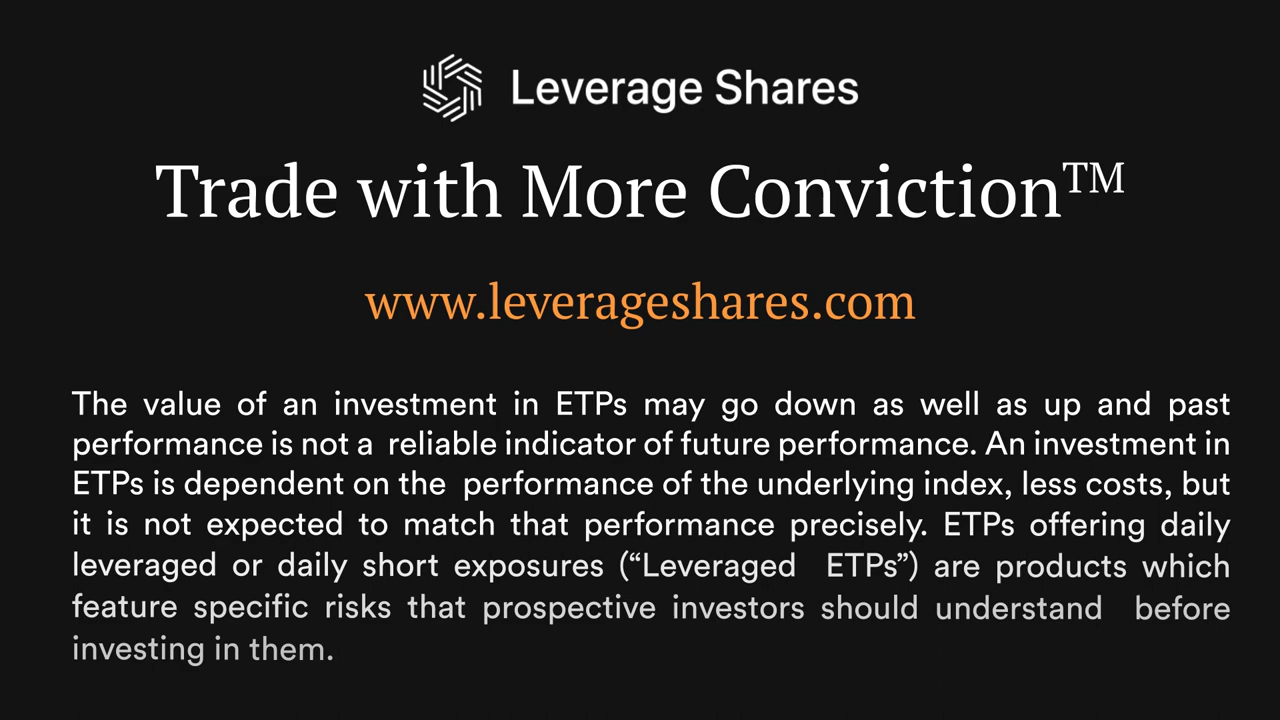 Leverage Shares
Trade with More Conviction™
www.leverageshares.com
The value of an investment in ETPs may go down as well as up and past
performance is not a reliable indicator of future performance. An investment in
ETPs is dependent on the performance of the underlying index, less costs, but
it is not expected to match that performance precisely. ETPs offering daily
leveraged or daily short exposures (“Leveraged ETPs”) are products which
feature specific risks that prospective investors should understand before
investing in them.